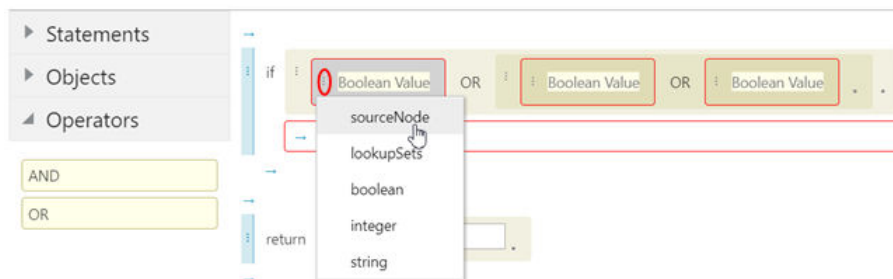 Statements
Objects
Operators
AND
OR
if Boolean Value OR Boolean Value OR Boolean Value . .
sourceNode
lookupSets
boolean
integer
string
return .